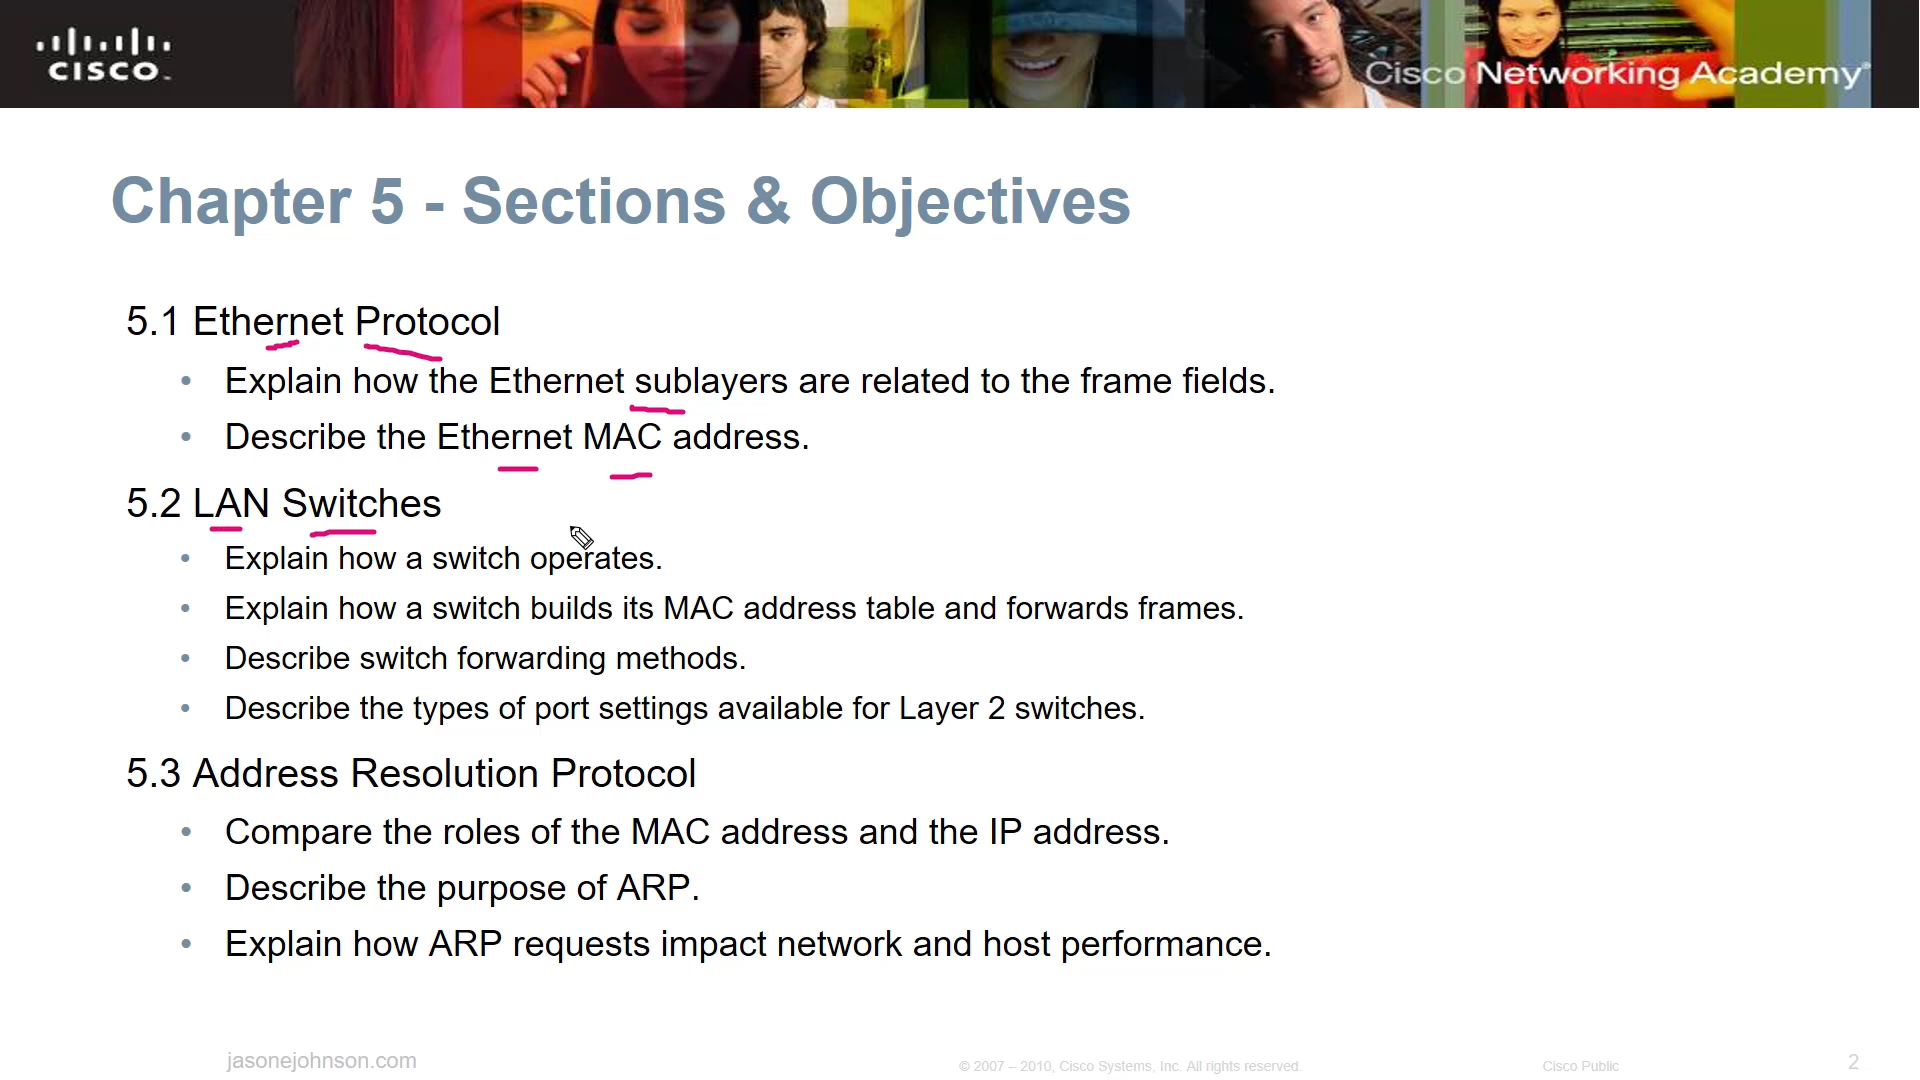 CISCO
Cisco Networking Academy®
Chapter 5 - Sections & Objectives
5.1 Ethernet Protocol
• Explain how the Ethernet sublayers are related to the frame fields.
• Describe the Ethernet MAC address.
5.2 LAN Switches
• Explain how a switch operates.
• Explain how a switch builds its MAC address table and forwards frames.
• Describe switch forwarding methods.
• Describe the types of port settings available for Layer 2 switches.
5.3 Address Resolution Protocol
• Compare the roles of the MAC address and the IP address.
• Describe the purpose of ARP.
• Explain how ARP requests impact network and host performance.
jasonejohnson.com © 2007 – 2010, Cisco Systems, Inc. All rights reserved. Cisco Public 2